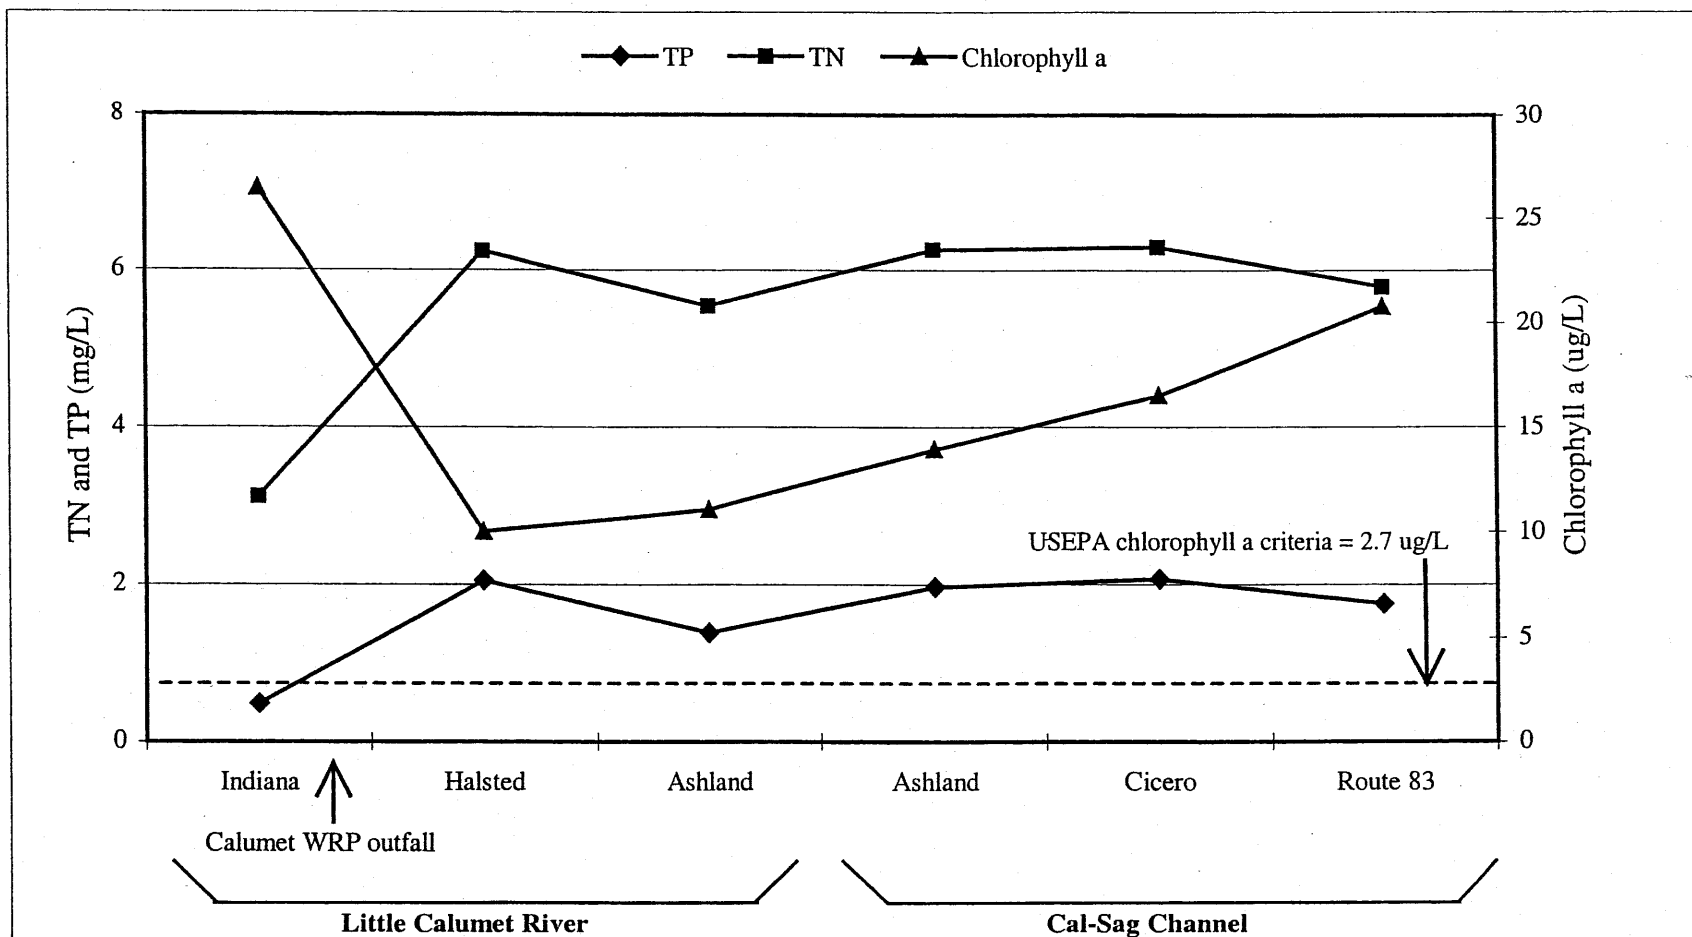 TP TN Chlorophyll a
8 30
25
6
20
4 15
10
USEPA chlorophyll a criteria = 2.7 ug/L
2
5
0 0
TN and TP (mg/L)
Chlorophyll a (ug/L)
Indiana Halsted Ashland Ashland Cicero Route 83
Calumet WRP outfall
Little Calumet River Cal-Sag Channel